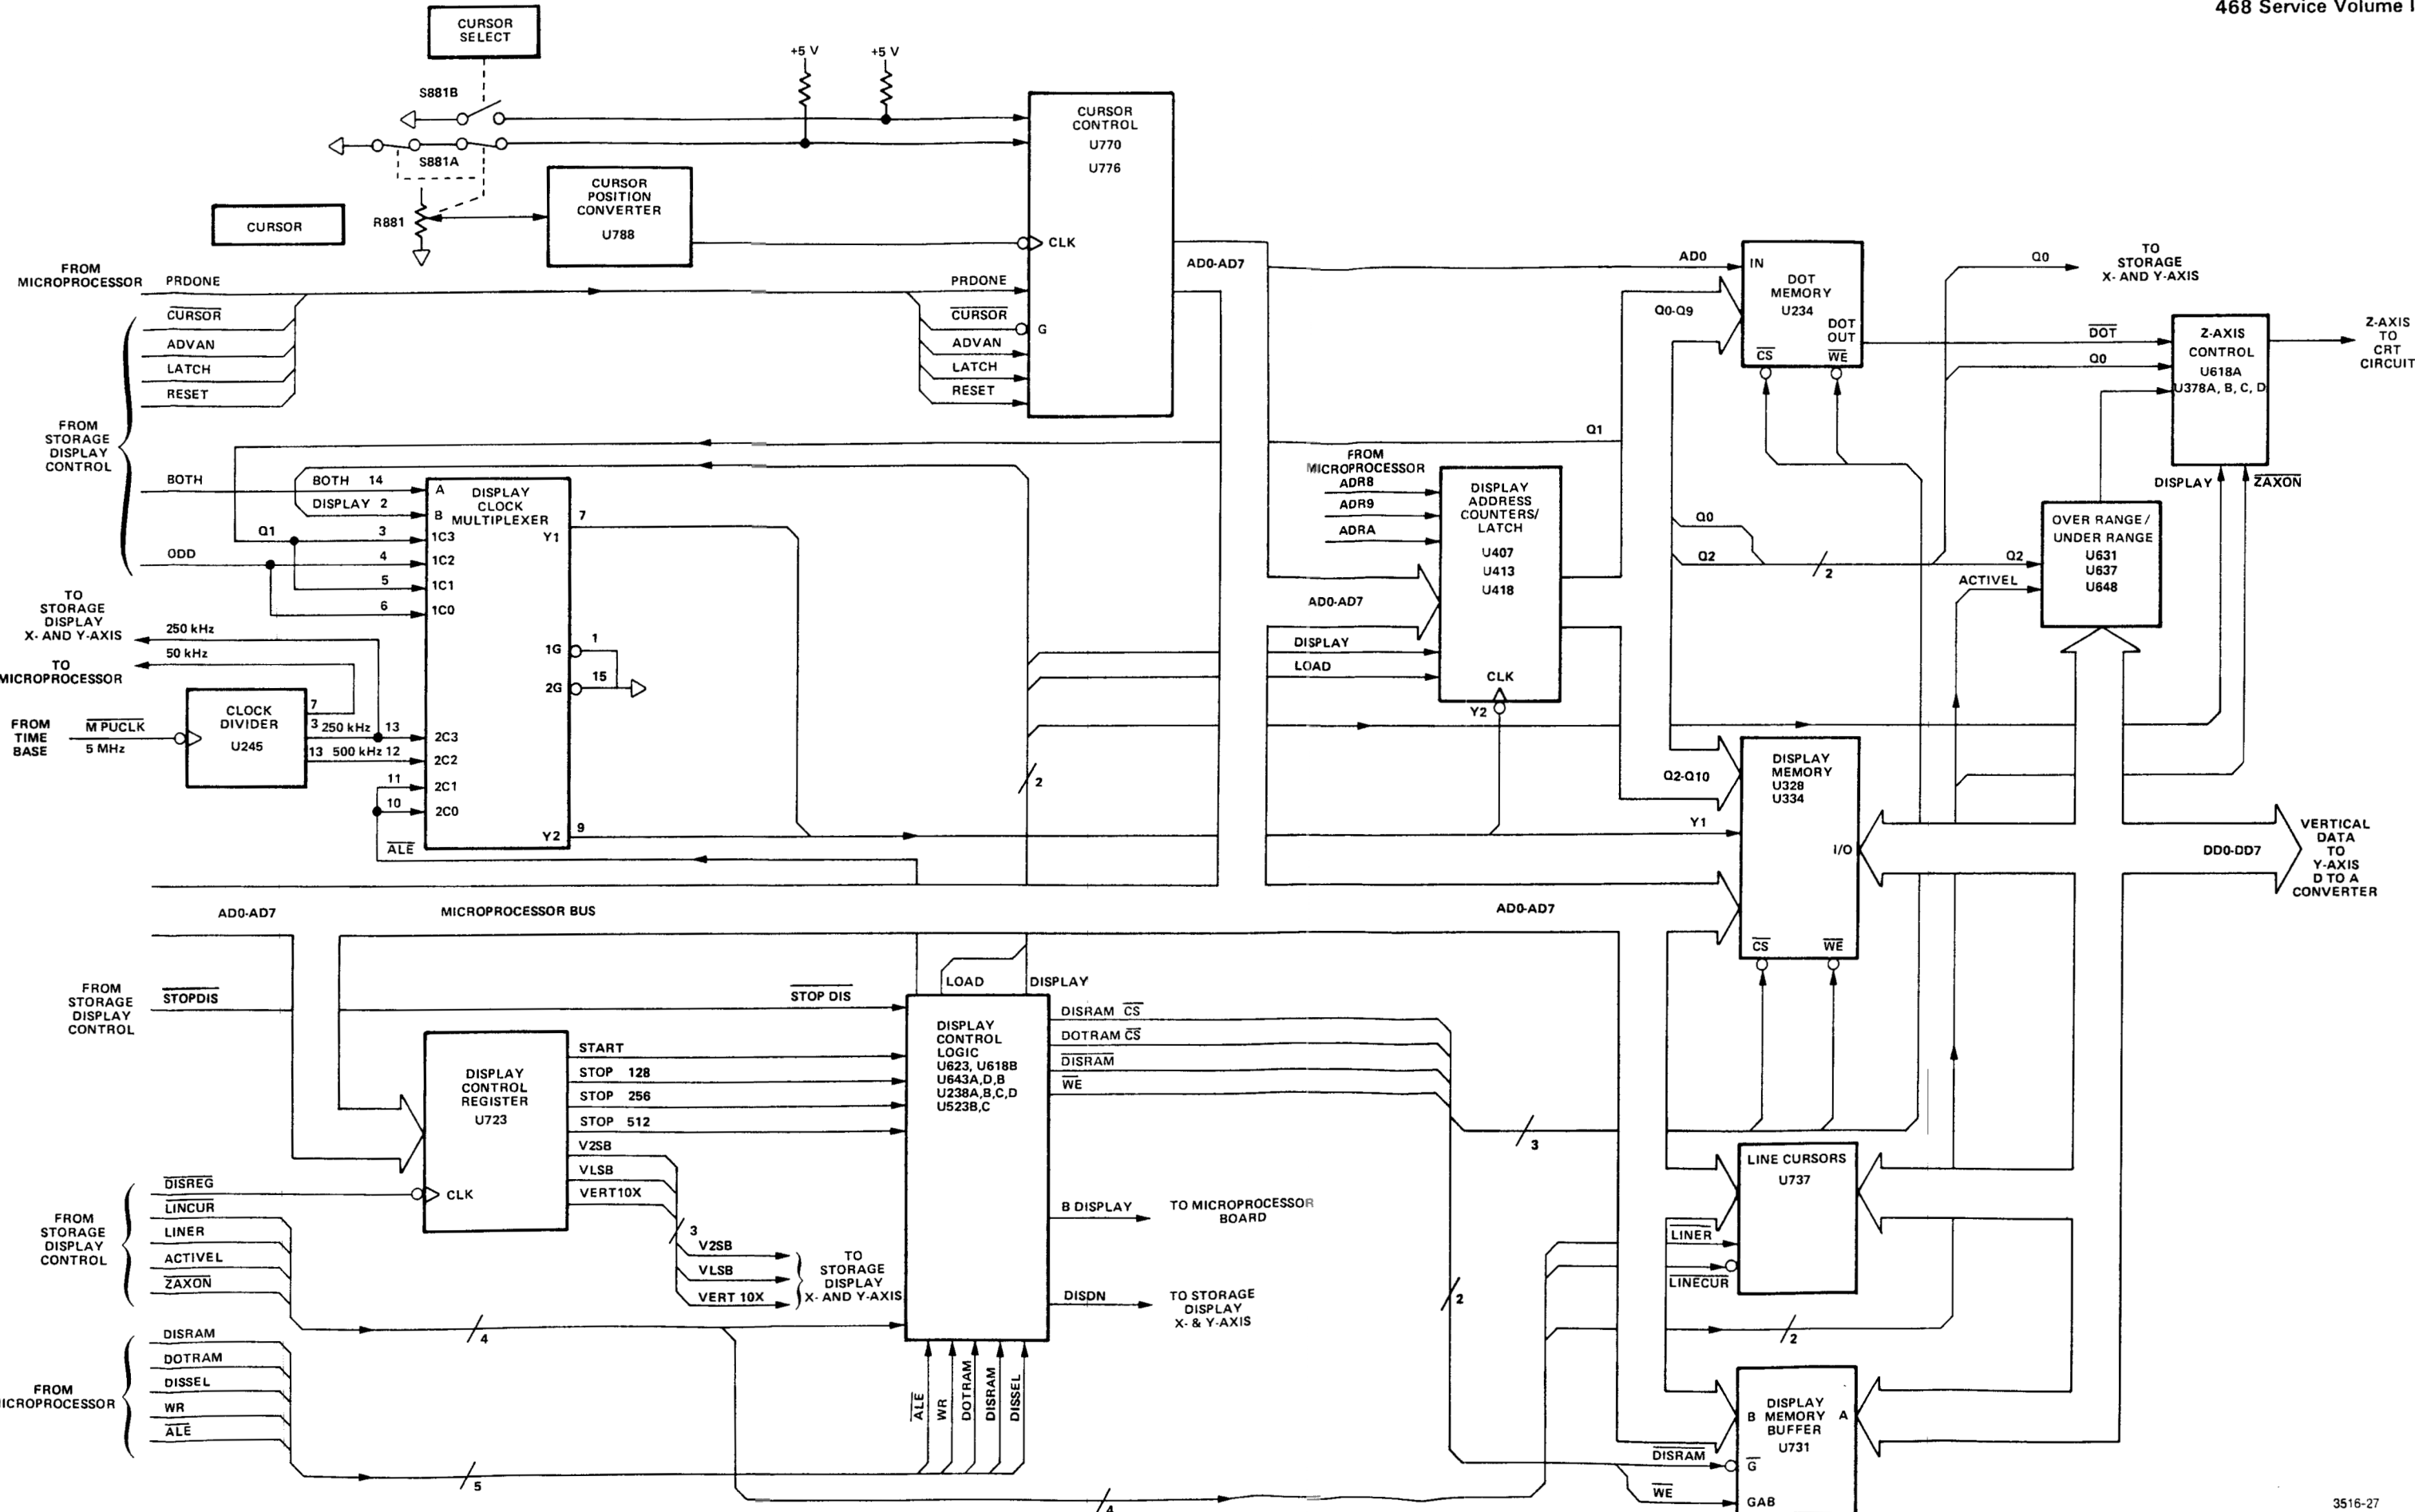 468 Service Volume I
CURSOR
SELECT
+5 V
+5 V
S881B
S881A
CURSOR
CONTROL
U770
U776
CURSOR
POSITION
CONVERTER
U788
CURSOR
R881
CLK
FROM
MICROPROCESSOR
PRDONE
CURSOR
ADVAN
LATCH
RESET
PRDONE
CURSOR
G
ADVAN
LATCH
RESET
FROM
STORAGE
DISPLAY
CONTROL
BOTH
ODD
AD0-AD7
AD0
IN
DOT
MEMORY
U234
DOT
OUT
CS
WE
Q0-Q9
Q0
TO
STORAGE
X- AND Y-AXIS
DOT
Q0
Z-AXIS
CONTROL
U618A
U378A, B, C, D
Z-AXIS
TO
CRT
CIRCUIT
DISPLAY
ZAXON
Q1
BOTH 14
DISPLAY 2
Q1
3
4
5
6
A
B
1C3
1C2
1C1
1C0
DISPLAY
CLOCK
MULTIPLEXER
Y1
7
1G
1
2G
15
2C3
2C2
2C1
2C0
Y2
9
FROM
MICROPROCESSOR
ADR8
ADR9
ADRA
DISPLAY
ADDRESS
COUNTERS/
LATCH
U407
U413
U418
CLK
Y2
AD0-AD7
DISPLAY
LOAD
Q0
Q2
2
Q2
ACTIVEL
OVER RANGE/
UNDER RANGE
U631
U637
U648
TO
STORAGE
DISPLAY
X- AND Y-AXIS
250 kHz
TO
MICROPROCESSOR
50 kHz
FROM
TIME
BASE
MPUCLK
5 MHz
CLOCK
DIVIDER
U245
7
3 250 kHz 13
13 500 kHz 12
11
10
ALE
2
Q2-Q10
Y1
DISPLAY
MEMORY
U328
U334
I/O
CS
WE
DD0-DD7
VERTICAL
DATA
TO
Y-AXIS
D TO A
CONVERTER
AD0-AD7
MICROPROCESSOR BUS
AD0-AD7
FROM
STORAGE
DISPLAY
CONTROL
STOPDIS
STOP DIS
LOAD
DISPLAY
DISPLAY
CONTROL
REGISTER
U723
CLK
START
STOP 128
STOP 256
STOP 512
V2SB
VLSB
VERT10X
3
V2SB
VLSB
VERT 10X
TO
STORAGE
DISPLAY
X- AND Y-AXIS
DISPLAY
CONTROL
LOGIC
U623, U618B
U643A,D,B
U238A,B,C,D
U523B,C
DISRAM CS
DOTRAM CS
DISRAM
WE
3
B DISPLAY
TO MICROPROCESSOR
BOARD
DISDN
TO STORAGE
DISPLAY
X- & Y-AXIS
2
FROM
STORAGE
DISPLAY
CONTROL
DISREG
LINCUR
LINER
ACTIVEL
ZAXON
4
FROM
MICROPROCESSOR
DISRAM
DOTRAM
DISSEL
WR
ALE
5
ALE
WR
DOTRAM
DISRAM
DISSEL
4
LINE CURSORS
U737
LINER
LINECUR
2
DISPLAY
MEMORY
BUFFER
U731
B
A
DISRAM
G
WE
GAB
3516-27